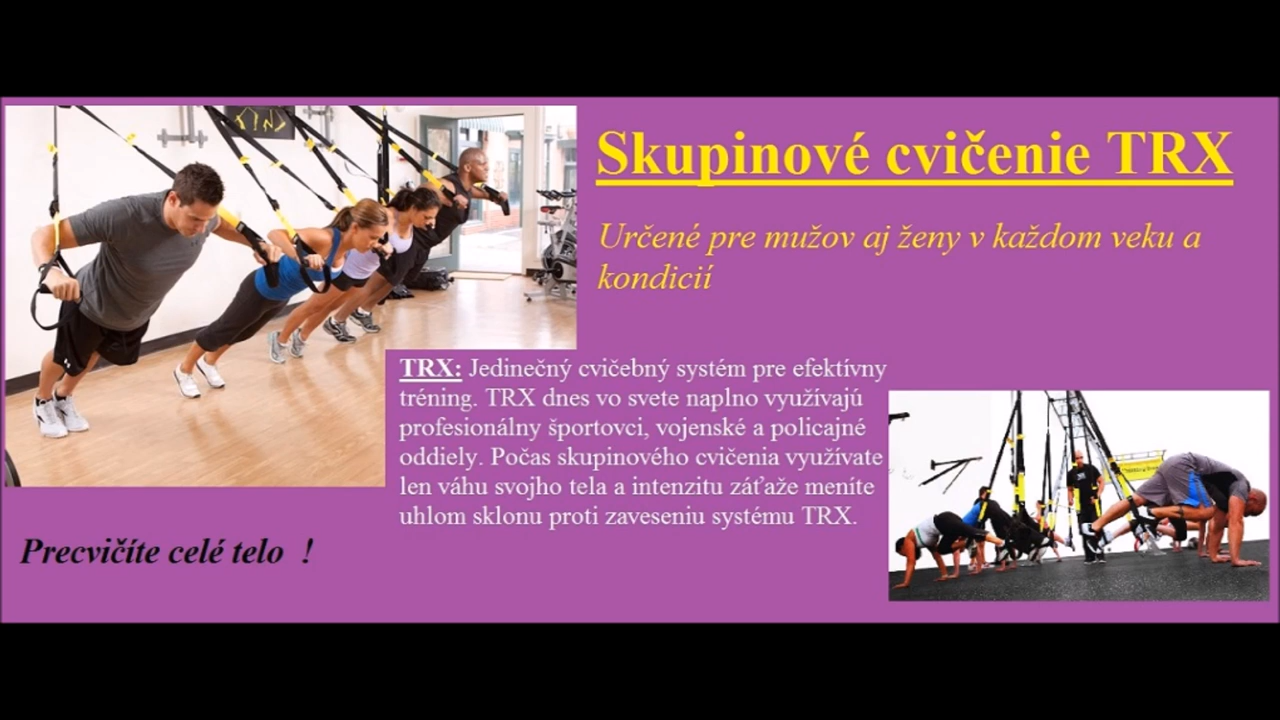 Skupinové cvičenie TRX
Určené pre mužov aj ženy v každom veku a
kondicií
TRX: Jedinečný cvičebný systém pre efektívny
tréning. TRX dnes vo svete naplno využívajú
profesionálny športovci, vojenské a policajné
oddiely. Počas skupinového cvičenia využívate
len váhu svojho tela a intenzitu záťaže meníte
uhlom sklonu proti zaveseniu systému TRX.
Precvičíte celé telo !